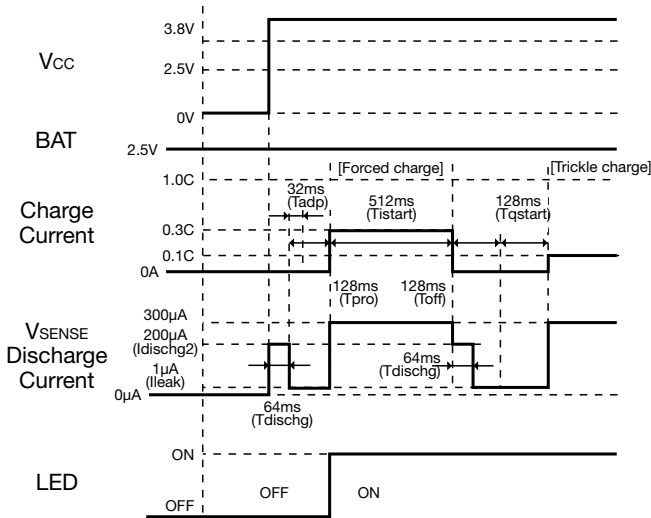 3.8V
VCC
2.5V
0V
BAT
2.5V
[Forced charge]
[Trickle charge]
1.0C
32ms
(Tadp)
512ms
(Tistart)
128ms
(Tqstart)
Charge
Current
0.3C
0.1C
0A
128ms
(Tpro)
128ms
(Toff)
300µA
VSENSE
Discharge
Current
200µA
(Idischg2)
1µA
(Ileak)
0µA
64ms
(Tdischg)
64ms
(Tdischg)
ON
LED
OFF
OFF
ON